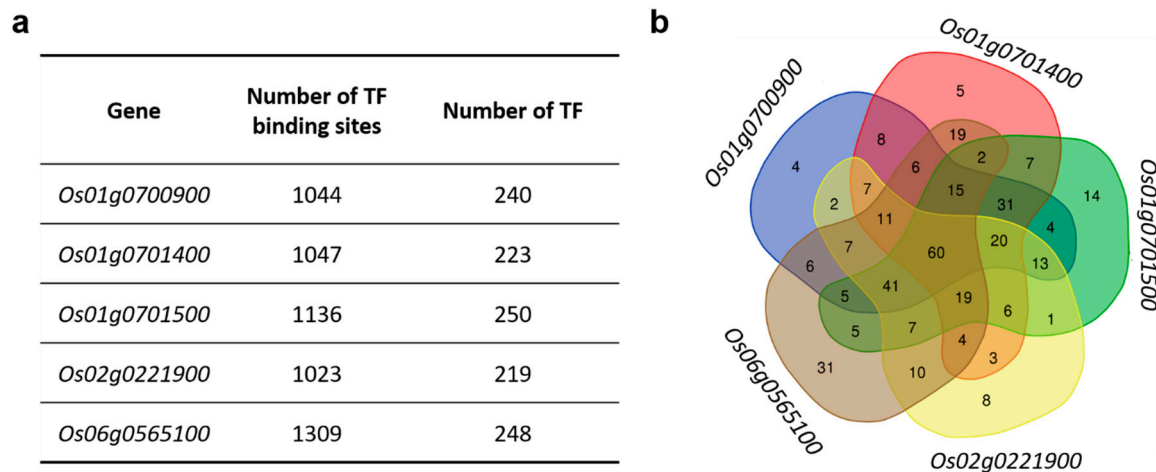 a
Gene Number of TF binding sites Number of TF
Os01g0700900 1044 240
Os01g0701400 1047 223
Os01g0701500 1136 250
Os02g0221900 1023 219
Os06g0565100 1309 248
b
Os01g0700900
Os01g0701400
Os01g0701500
Os02g0221900
Os06g0565100
5
8 19
4 6 2 7 14
7 15
2 11 31 4
7 60 20
6 41 13
5 19
5 7 6 1
4
31 10 3
8